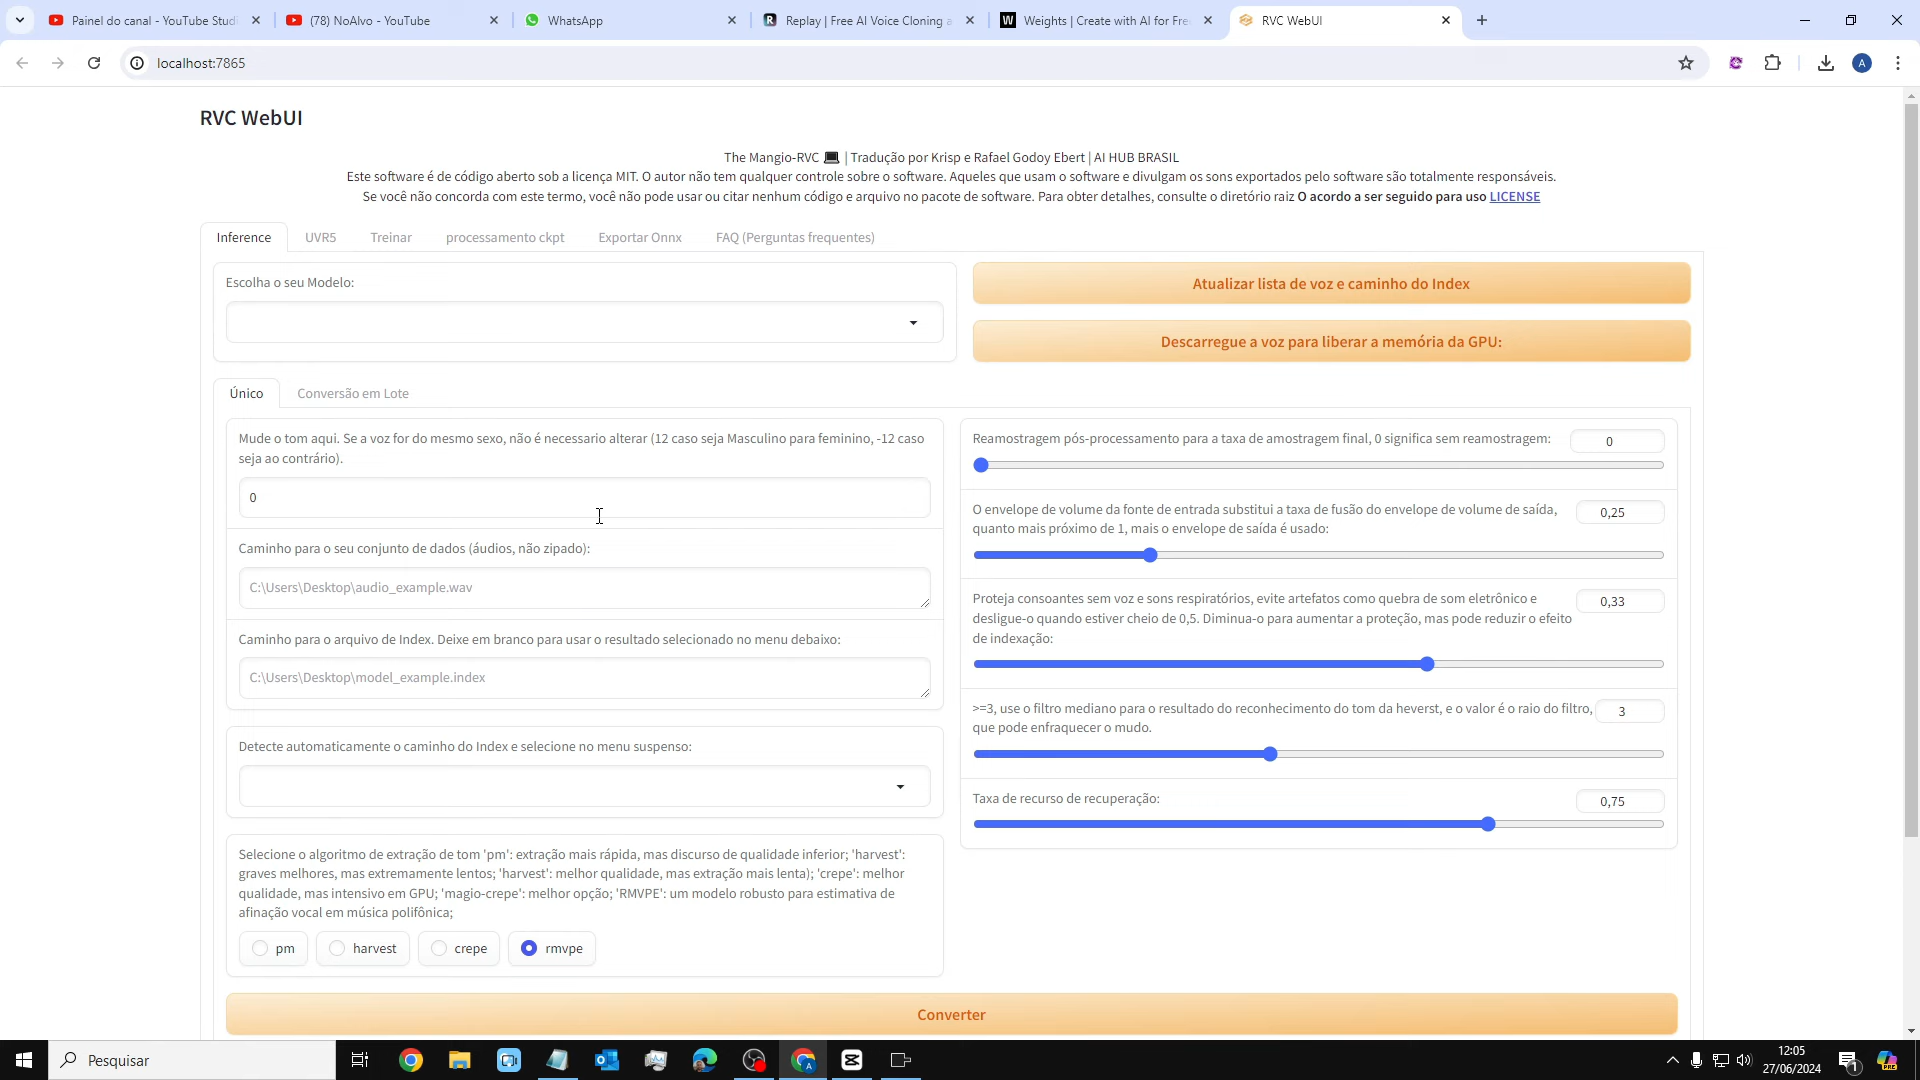 Painel do canal - YouTube Studi
(78) NoAlvo - YouTube
WhatsApp
Replay | Free AI Voice Cloning a
Weights | Create with AI for Fre
RVC WebUI
localhost:7865
A
RVC WebUI
The Mangio-RVC 💻 | Tradução por Krisp e Rafael Godoy Ebert | AI HUB BRASIL
Este software é de código aberto sob a licença MIT. O autor não tem qualquer controle sobre o software. Aqueles que usam o software e divulgam os sons exportados pelo software são totalmente responsáveis.
Se você não concorda com este termo, você não pode usar ou citar nenhum código e arquivo no pacote de software. Para obter detalhes, consulte o diretório raiz O acordo a ser seguido para uso LICENSE
Inference
UVR5
Treinar
processamento ckpt
Exportar Onnx
FAQ (Perguntas frequentes)
Escolha o seu Modelo:
Atualizar lista de voz e caminho do Index
Descarregue a voz para liberar a memória da GPU:
Único
Conversão em Lote
Mude o tom aqui. Se a voz for do mesmo sexo, não é necessario alterar (12 caso seja Masculino para feminino, -12 caso
seja ao contrário).
0
Caminho para o seu conjunto de dados (áudios, não zipado):
C:\Users\Desktop\audio_example.wav
Caminho para o arquivo de Index. Deixe em branco para usar o resultado selecionado no menu debaixo:
C:\Users\Desktop\model_example.index
Detecte automaticamente o caminho do Index e selecione no menu suspenso:
Selecione o algoritmo de extração de tom 'pm': extração mais rápida, mas discurso de qualidade inferior; 'harvest':
graves melhores, mas extremamente lentos; 'harvest': melhor qualidade, mas extração mais lenta); 'crepe': melhor
qualidade, mas intensivo em GPU; 'magio-crepe': melhor opção; 'RMVPE': um modelo robusto para estimativa de
afinação vocal em música polifônica;
pm
harvest
crepe
rmvpe
Reamostragem pós-processamento para a taxa de amostragem final, 0 significa sem reamostragem:
0
O envelope de volume da fonte de entrada substitui a taxa de fusão do envelope de volume de saída,
quanto mais próximo de 1, mais o envelope de saída é usado:
0,25
Proteja consoantes sem voz e sons respiratórios, evite artefatos como quebra de som eletrônico e
desligue-o quando estiver cheio de 0,5. Diminua-o para aumentar a proteção, mas pode reduzir o efeito
de indexação:
0,33
>=3, use o filtro mediano para o resultado do reconhecimento do tom da heverst, e o valor é o raio do filtro,
que pode enfraquecer o mudo.
3
Taxa de recurso de recuperação:
0,75
Converter
Pesquisar
12:05
27/06/2024
1